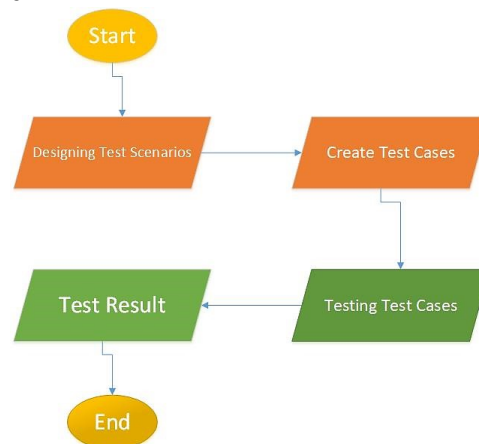 Start
Designing Test Scenarios
Create Test Cases
Testing Test Cases
Test Result
End